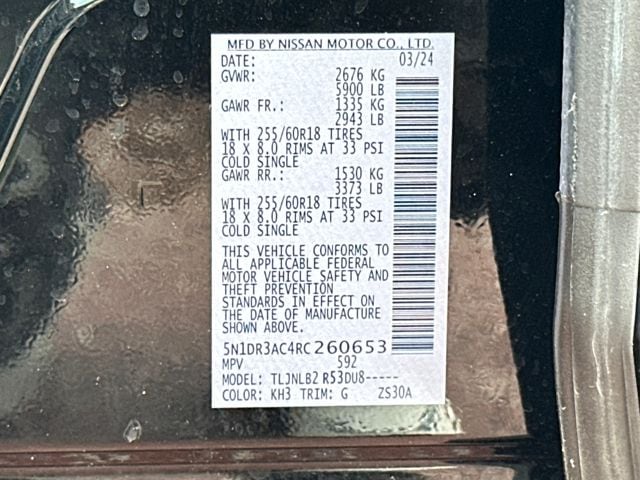 MFD BY NISSAN MOTOR CO., LTD.
DATE: 03/24
GVWR: 2676 KG
5900 LB
GAWR FR.: 1335 KG
2943 LB
WITH 255/60R18 TIRES
18 X 8.0 RIMS AT 33 PSI
COLD SINGLE
GAWR RR.: 1530 KG
3373 LB
WITH 255/60R18 TIRES
18 X 8.0 RIMS AT 33 PSI
COLD SINGLE
THIS VEHICLE CONFORMS TO
ALL APPLICABLE FEDERAL
MOTOR VEHICLE SAFETY AND
THEFT PREVENTION
STANDARDS IN EFFECT ON
THE DATE OF MANUFACTURE
SHOWN ABOVE.
5N1DR3AC4RC260653
MPV 592
MODEL: TLJNLB2 R53DU8-----
COLOR: KH3 TRIM: G ZS30A